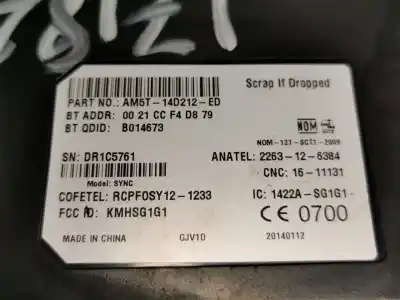 28121
Scrap If Dropped
PART NO.: AM5T-14D212-ED
BT ADDR: 00 21 CC F4 D8 79
BT QDID: B014673
NOM
NOM-121-SCT1-2009
SN: DR1C5761
ANATEL: 2263-12-6384
Model: SYNC
CNC: 16-11131
COFETEL: RCPFOSY12-1233
IC: 1422A-SG1G1
FCC ID: KMHSG1G1
CE 0700
MADE IN CHINA
GJV1D
20140112